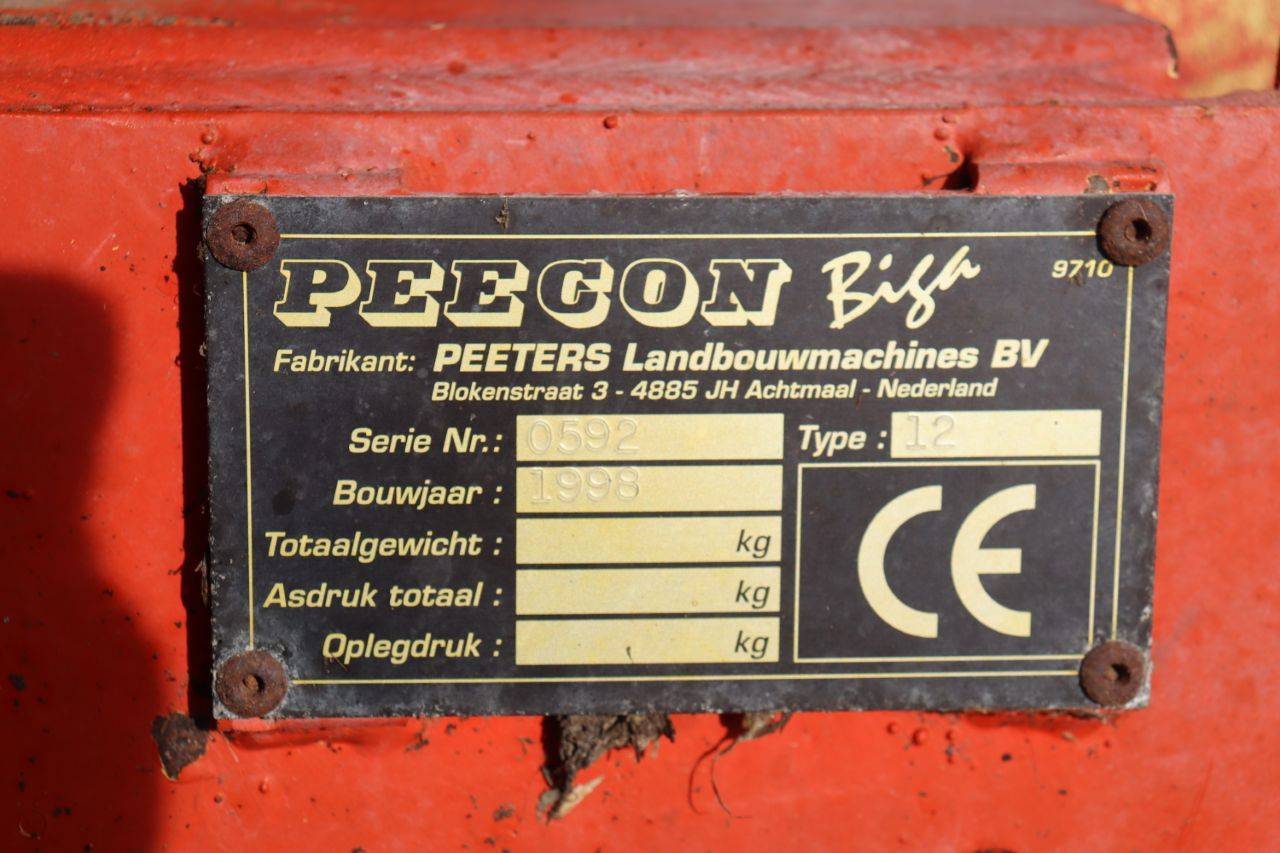 PEECON Biga 9710
Fabrikant: PEETERS Landbouwmachines BV
Blokenstraat 3 - 4885 JH Achtmaal - Nederland
Serie Nr.: 0592 Type : 12
Bouwjaar : 1998
Totaalgewicht : kg
Asdruk totaal : kg
Oplegdruk : kg
CE